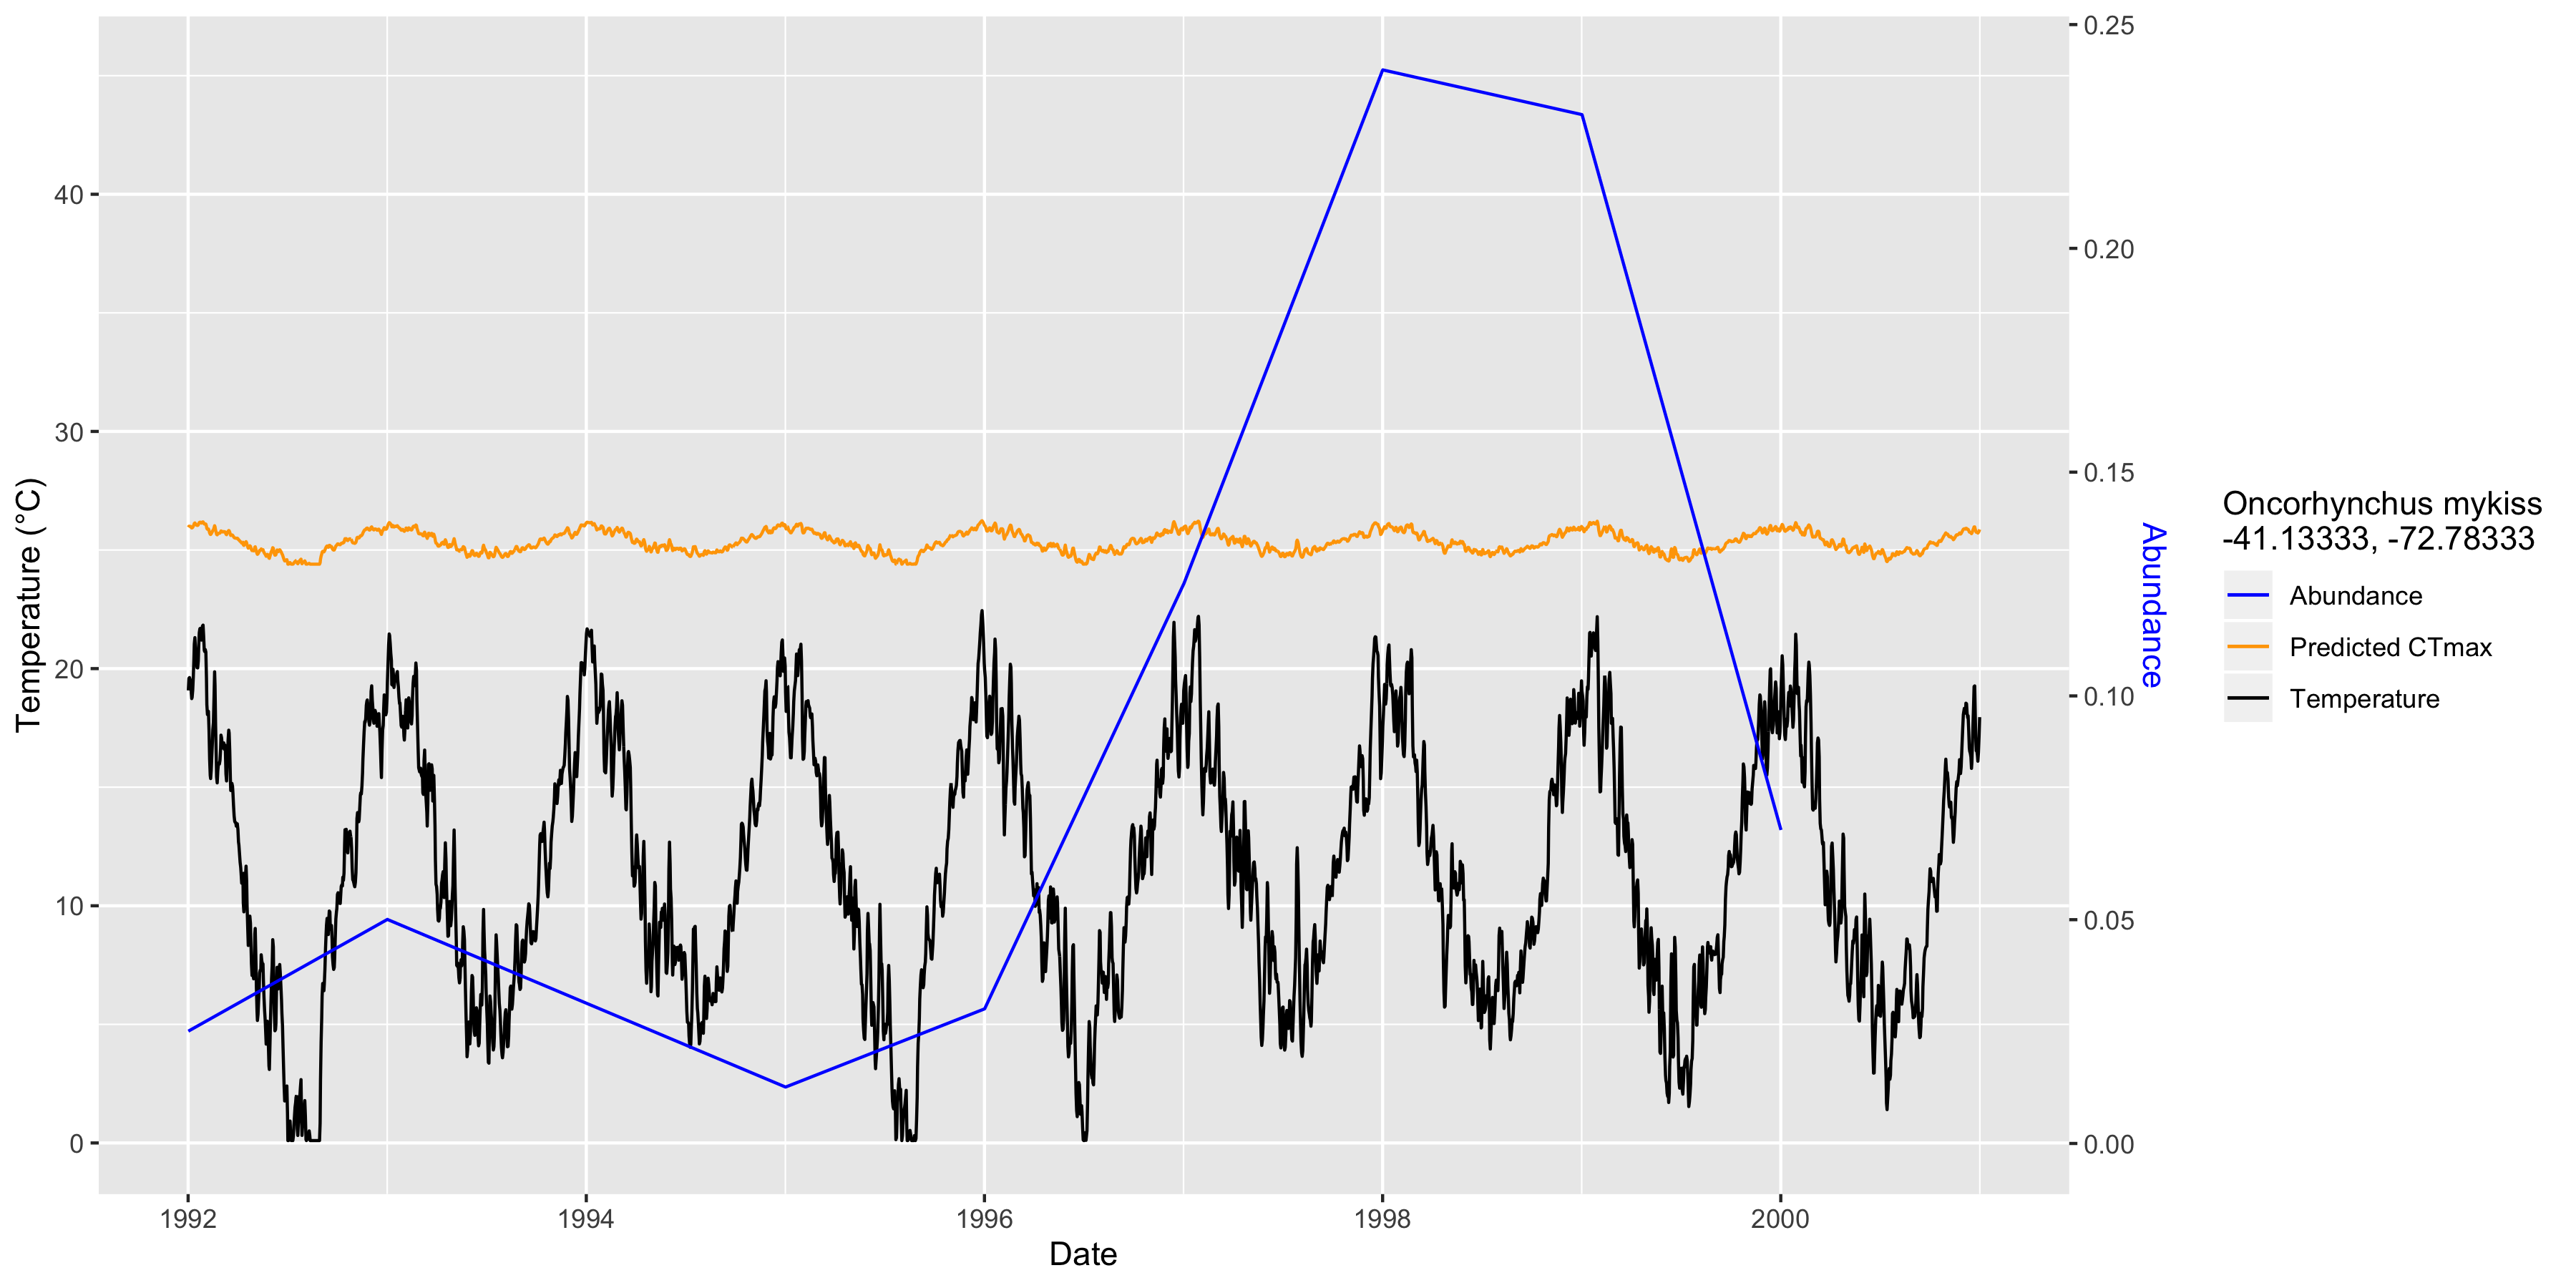 Temperature (°C)
40
30
20
10
0
1992
1994
1996
1998
2000
Date
0.25
0.20
0.15
0.10
0.05
0.00
Abundance
Oncorhynchus mykiss
-41.13333, -72.78333
Abundance
Predicted CTmax
Temperature